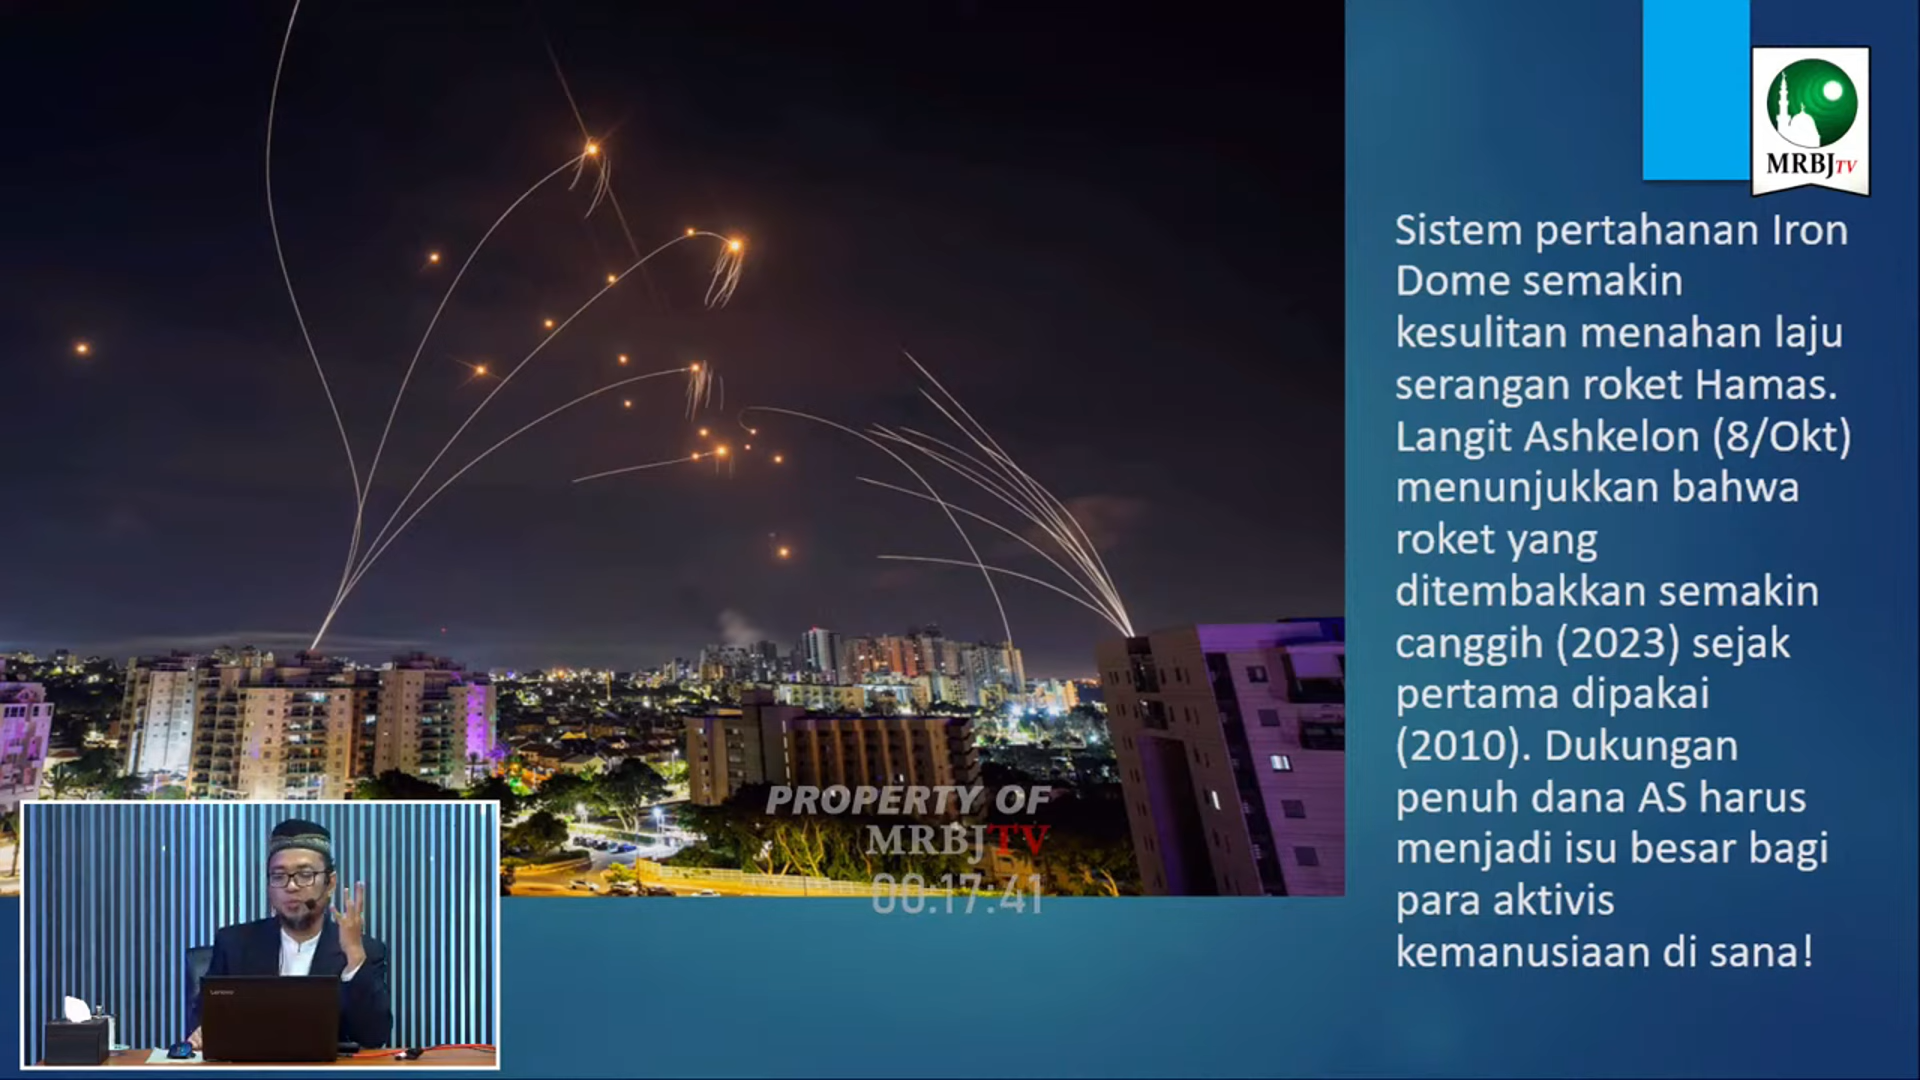 MRBJTV
Sistem pertahanan Iron
Dome semakin
kesulitan menahan laju
serangan roket Hamas.
Langit Ashkelon (8/Okt)
menunjukkan bahwa
roket yang
ditembakkan semakin
canggih (2023) sejak
pertama dipakai
(2010). Dukungan
penuh dana AS harus
menjadi isu besar bagi
para aktivis
kemanusiaan di sana!
PROPERTY OF
MRBJTV
00:17:41
Lenovo